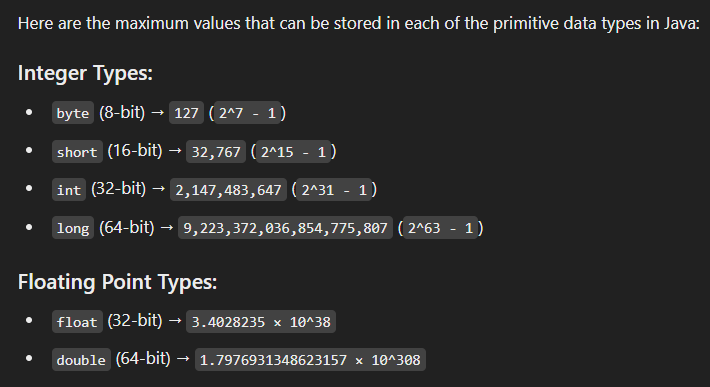 Here are the maximum values that can be stored in each of the primitive data types in Java:
Integer Types:
• byte (8-bit) → 127 (2^7 - 1)
• short (16-bit) → 32,767 (2^15 - 1)
• int (32-bit) → 2,147,483,647 (2^31 - 1)
• long (64-bit) → 9,223,372,036,854,775,807 (2^63 - 1)
Floating Point Types:
• float (32-bit) → 3.4028235 × 10^38
• double (64-bit) → 1.7976931348623157 × 10^308